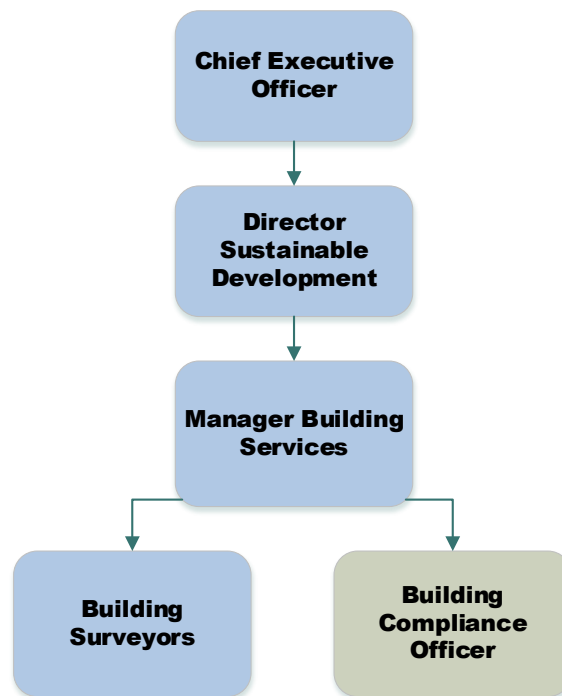 Chief Executive
Officer
Director
Sustainable
Development
Manager Building
Services
Building
Surveyors
Building
Compliance
Officer